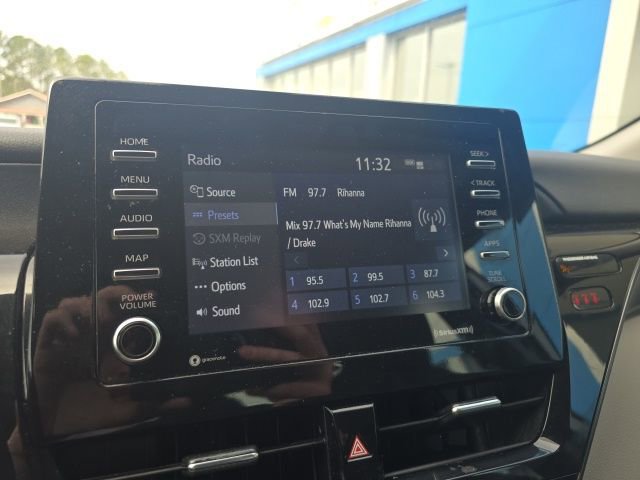 HOME
MENU
AUDIO
MAP
POWER
VOLUME
Radio
11:32
Source
Presets
SXM Replay
Station List
Options
Sound
FM 97.7 Rihanna
Mix 97.7 What's My Name Rihanna
/ Drake
1 95.5 2 99.5 3 87.7
4 102.9 5 102.7 6 104.3
SEEK >
< TRACK
PHONE
APPS
TUNE
SCROLL
gracenote
SiriusXM